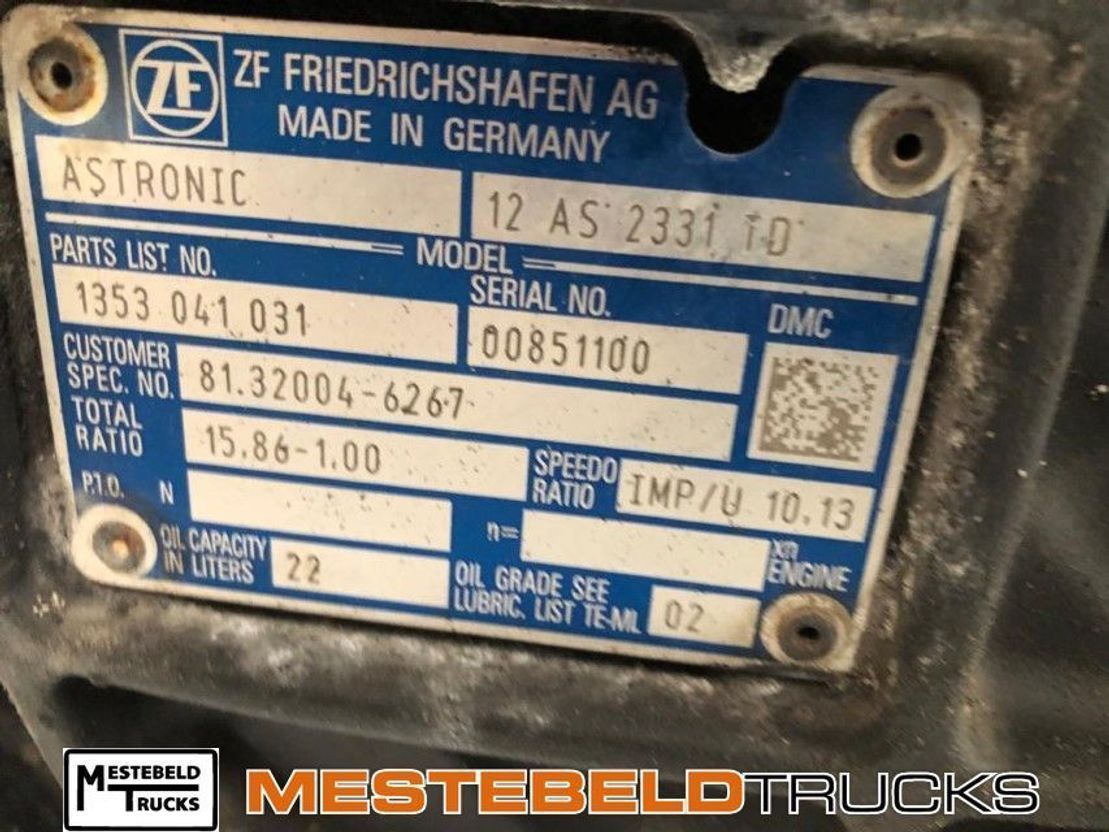 ZF
ZF FRIEDRICHSHAFEN AG
MADE IN GERMANY
ASTRONIC
12 AS 2331 TD
MODEL
PARTS LIST NO.
1353 041 031
SERIAL NO.
00851100
DMC
CUSTOMER
SPEC. NO.
81.32004-6267
TOTAL
RATIO
15.86-1.00
SPEEDO
RATIO
IMP/U 10.13
P.T.O. N
n=
xn
ENGINE
OIL CAPACITY
IN LITERS
22
OIL GRADE SEE
LUBRIC. LIST TE-ML
02
MESTEBELD
TRUCKS
MESTEBELDTRUCKS